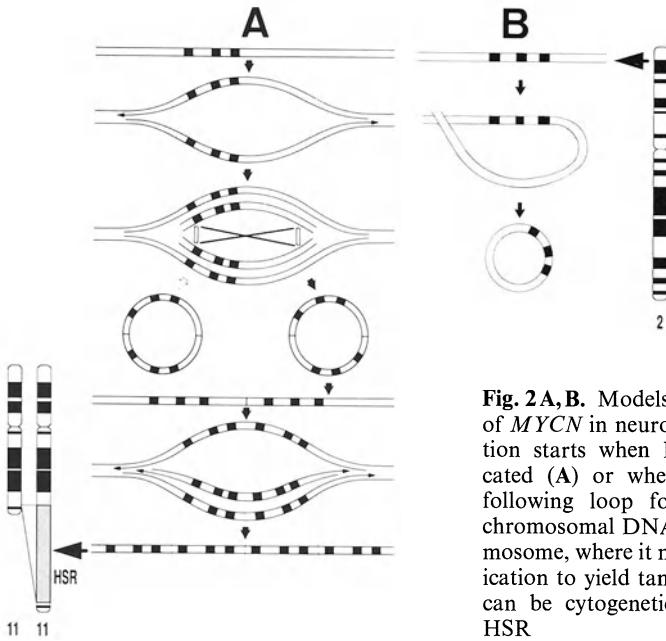 A
B
2
Fig. 2 A, B. Models
of MYCN in neuro
tion starts when
cated (A) or whe
following loop fo
chromosomal DNA
mosome, where it n
ication to yield tan
can be cytogenetic
HSR
HSR
11 11